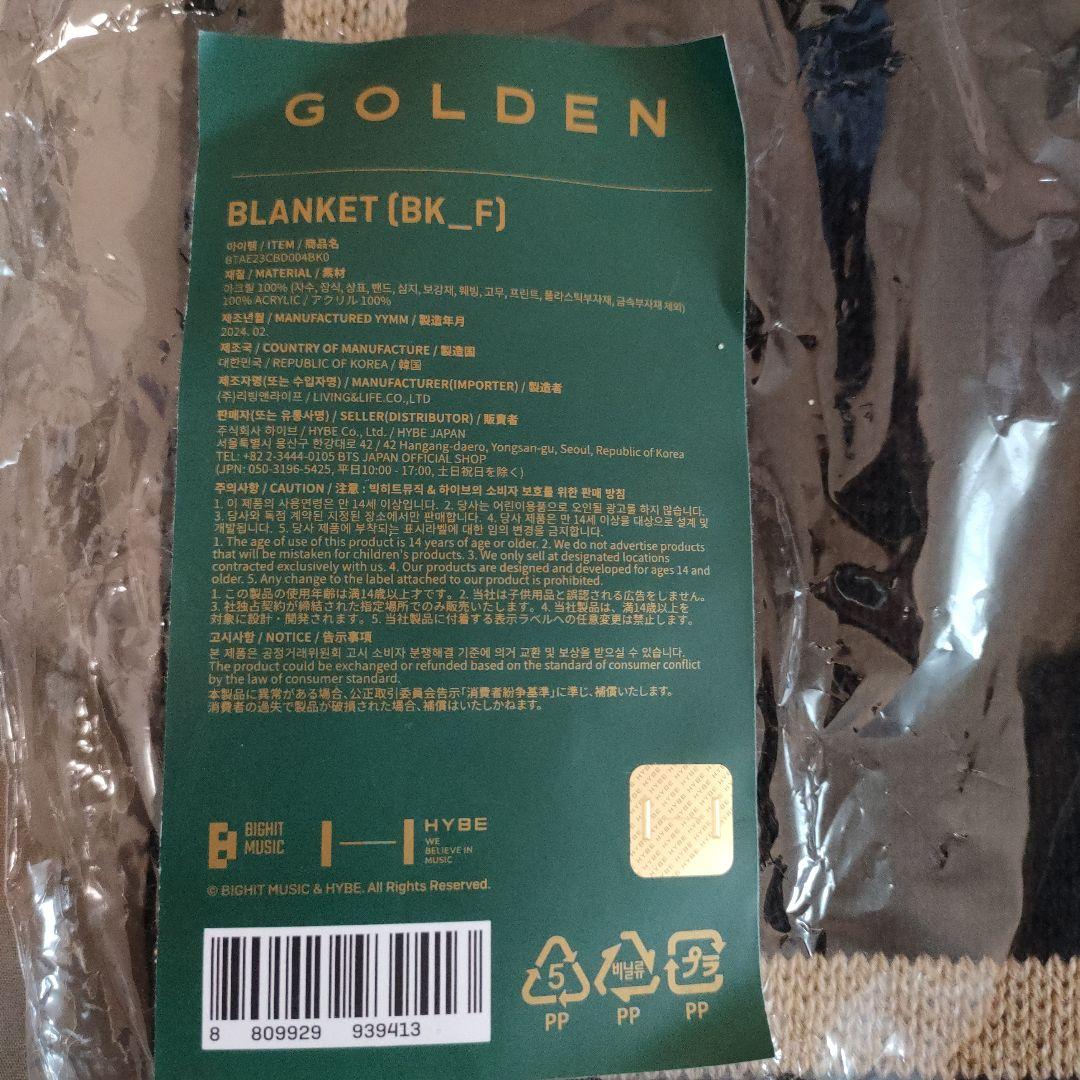 GOLDEN
BLANKET (BK_F)
아이템 / ITEM / 商品名
BTAE23CBD004BK0
재질 / MATERIAL / 素材
아크릴 100% (자수, 장식, 상표, 밴드, 심지, 보강재, 웨빙, 고무, 프린트, 플라스틱부자재, 금속부자재 제외)
100% ACRYLIC / アクリル 100%
제조년월 / MANUFACTURED YYMM / 製造年月
2024. 02.
제조국 / COUNTRY OF MANUFACTURE / 製造国
대한민국 / REPUBLIC OF KOREA / 韓国
제조자명(또는 수입자명) / MANUFACTURER(IMPORTER) / 製造者
(주)리빙앤라이프 / LIVING&LIFE.CO.,LTD
판매자(또는 유통사명) / SELLER(DISTRIBUTOR) / 販賣者
주식회사 하이브 / HYBE Co., Ltd. / HYBE JAPAN
서울특별시 용산구 한강대로 42 / 42 Hangang-daero, Yongsan-gu, Seoul, Republic of Korea
TEL: +82 2-3444-0105 BTS JAPAN OFFICIAL SHOP
(JPN: 050-3196-5425, 平日10:00 - 17:00, 土日祝日を除く)
주의사항 / CAUTION / 注意 : 빅히트뮤직 & 하이브의 소비자 보호를 위한 판매 방침
1. 이 제품의 사용연령은 만 14세 이상입니다. 2. 당사는 어린이용품으로 오인될 광고를 하지 않습니다.
3. 당사의 독점 계약된 지정된 장소에서만 판매합니다. 4. 당사 제품은 만 14세 이상을 대상으로 설계 및
개발됩니다. 5. 당사 제품에 부착되는 표시라벨에 대한 임의 변경을 금지합니다.
1. The age of use of this product is 14 years of age or older. 2. We do not advertise products
that will be mistaken for children's products. 3. We only sell at designated locations
contracted exclusively with us. 4. Our products are designed and developed for ages 14 and
older. 5. Any change to the label attached to our product is prohibited.
1. この製品の使用年齢は満14歳以上才です。2. 当社は子供用品と誤認される広告をしません。
3. 社独占契約が締結された指定場所でのみ販売いたします。4. 当社製品は、満14歳以上を
対象に設計・開発されます。5. 当社製品に付着する表示ラベルへの任意変更は禁止します。
고시사항 / NOTICE / 告示事項
본 제품은 공정거래위원회 고시 소비자 분쟁해결 기준에 의거 교환 및 보상을 받으실 수 있습니다.
The product could be exchanged or refunded based on the standard of consumer conflict
by the law of consumer standard.
本製品に異常がある場合、公正取引委員会告示「消費者紛争基準」に準じ、補償いたします。
消費者の過失で製品が破損された場合、補償はいたしかねます。
BIGHIT
MUSIC
HYBE
WE
BELIEVE IN
MUSIC
© BIGHIT MUSIC & HYBE. All Rights Reserved.
8 809929 939413
5
PP
비닐류
PP
プラ
PP